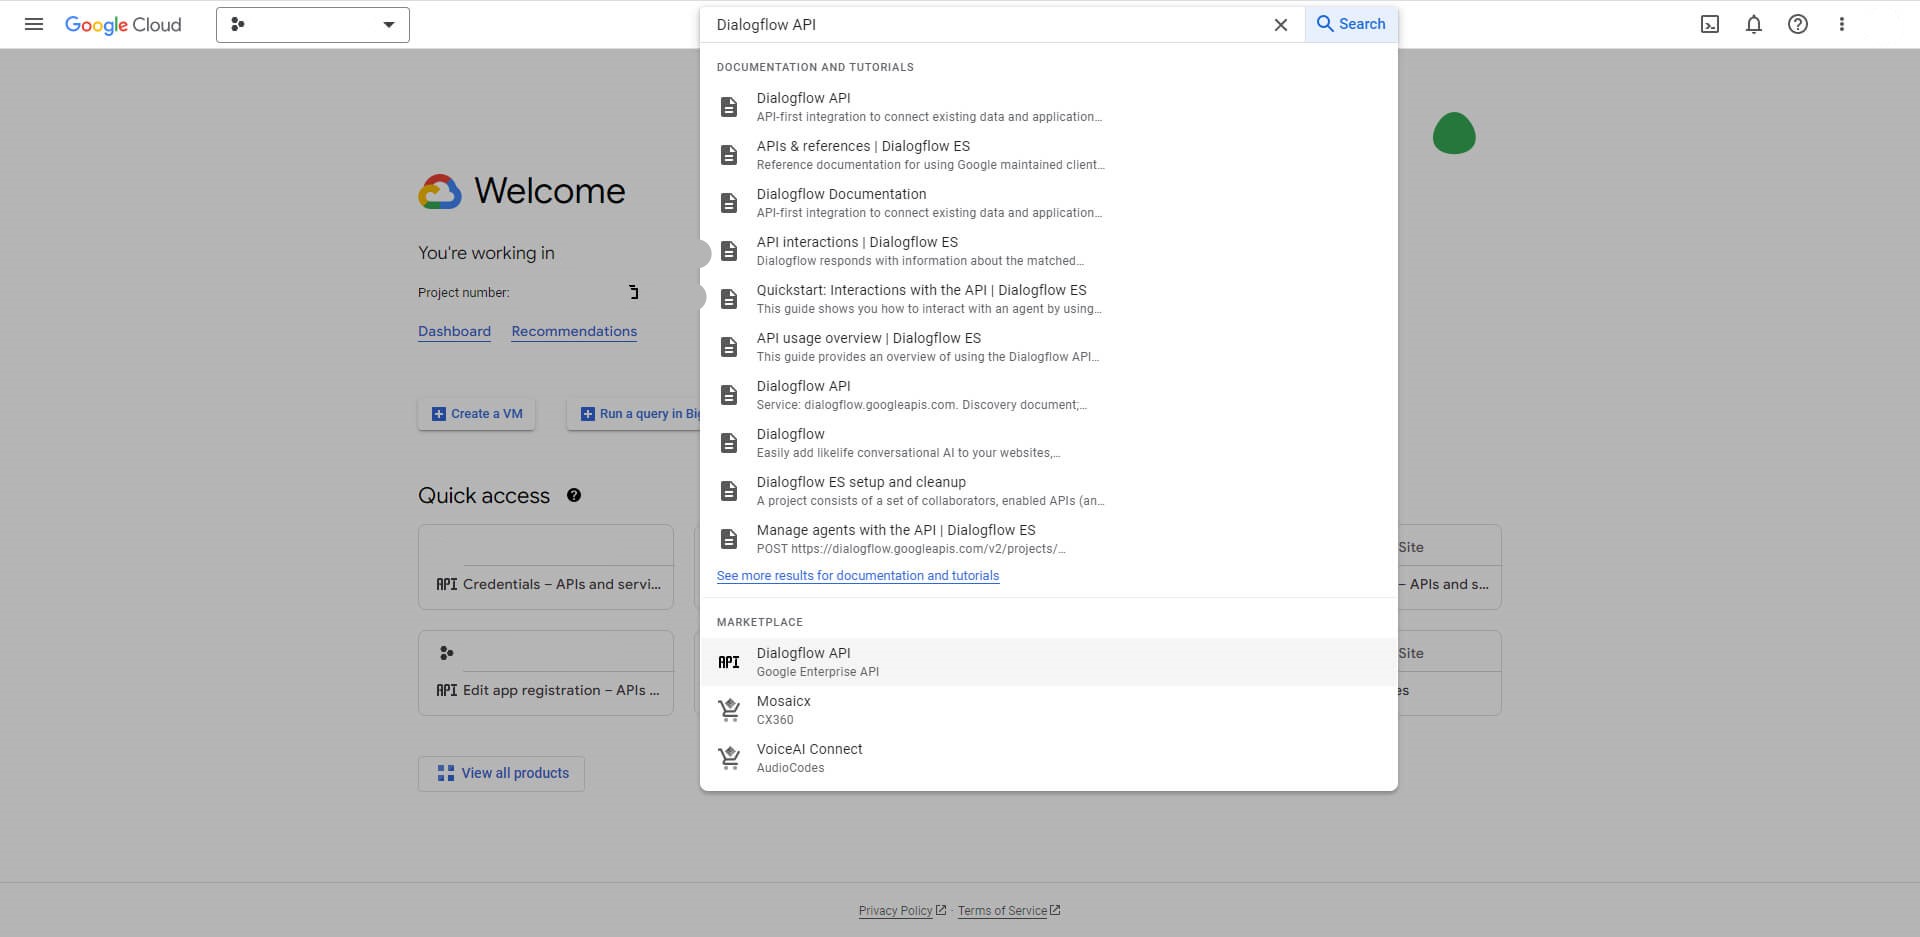 Google Cloud
Dialogflow API
Search
DOCUMENTATION AND TUTORIALS
Dialogflow API
API-first integration to connect existing data and application...
APIs & references | Dialogflow ES
Reference documentation for using Google maintained client...
Dialogflow Documentation
API-first integration to connect existing data and application...
API interactions | Dialogflow ES
Dialogflow responds with information about the matched...
Quickstart: Interactions with the API | Dialogflow ES
This guide shows you how to interact with an agent by using...
API usage overview | Dialogflow ES
This guide provides an overview of using the Dialogflow API...
Dialogflow API
Service: dialogflow.googleapis.com. Discovery document;...
Dialogflow
Easily add likelife conversational AI to your websites,...
Dialogflow ES setup and cleanup
A project consists of a set of collaborators, enabled APIs (an...
Manage agents with the API | Dialogflow ES
POST https://dialogflow.googleapis.com/v2/projects/...
See more results for documentation and tutorials
MARKETPLACE
API
Dialogflow API
Google Enterprise API
Mosaicx
CX360
VoiceAI Connect
AudioCodes
Welcome
You're working in
Project number:
Dashboard
Recommendations
Create a VM
Run a query in Big
Quick access
API Credentials – APIs and servi...
Site
– APIs and s...
API Edit app registration – APIs ...
Site
es
View all products
Privacy Policy · Terms of Service